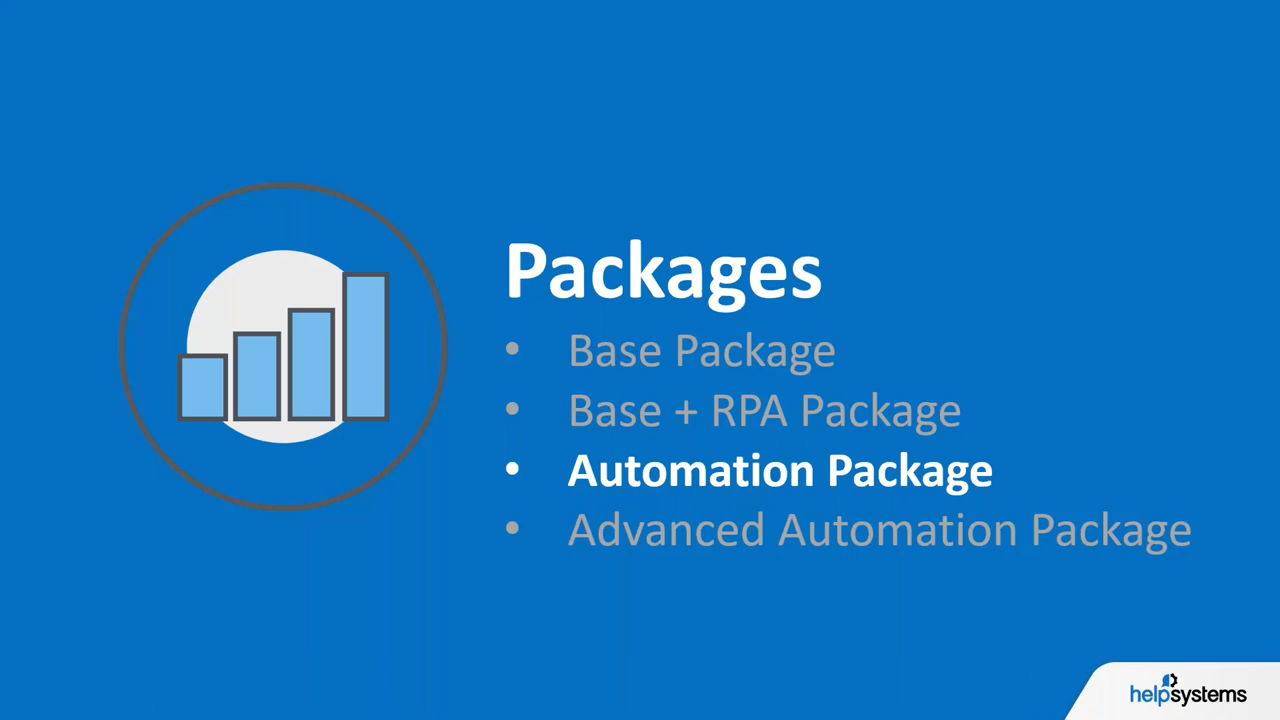 Packages
• Base Package
• Base + RPA Package
• Automation Package
• Advanced Automation Package
helpsystems